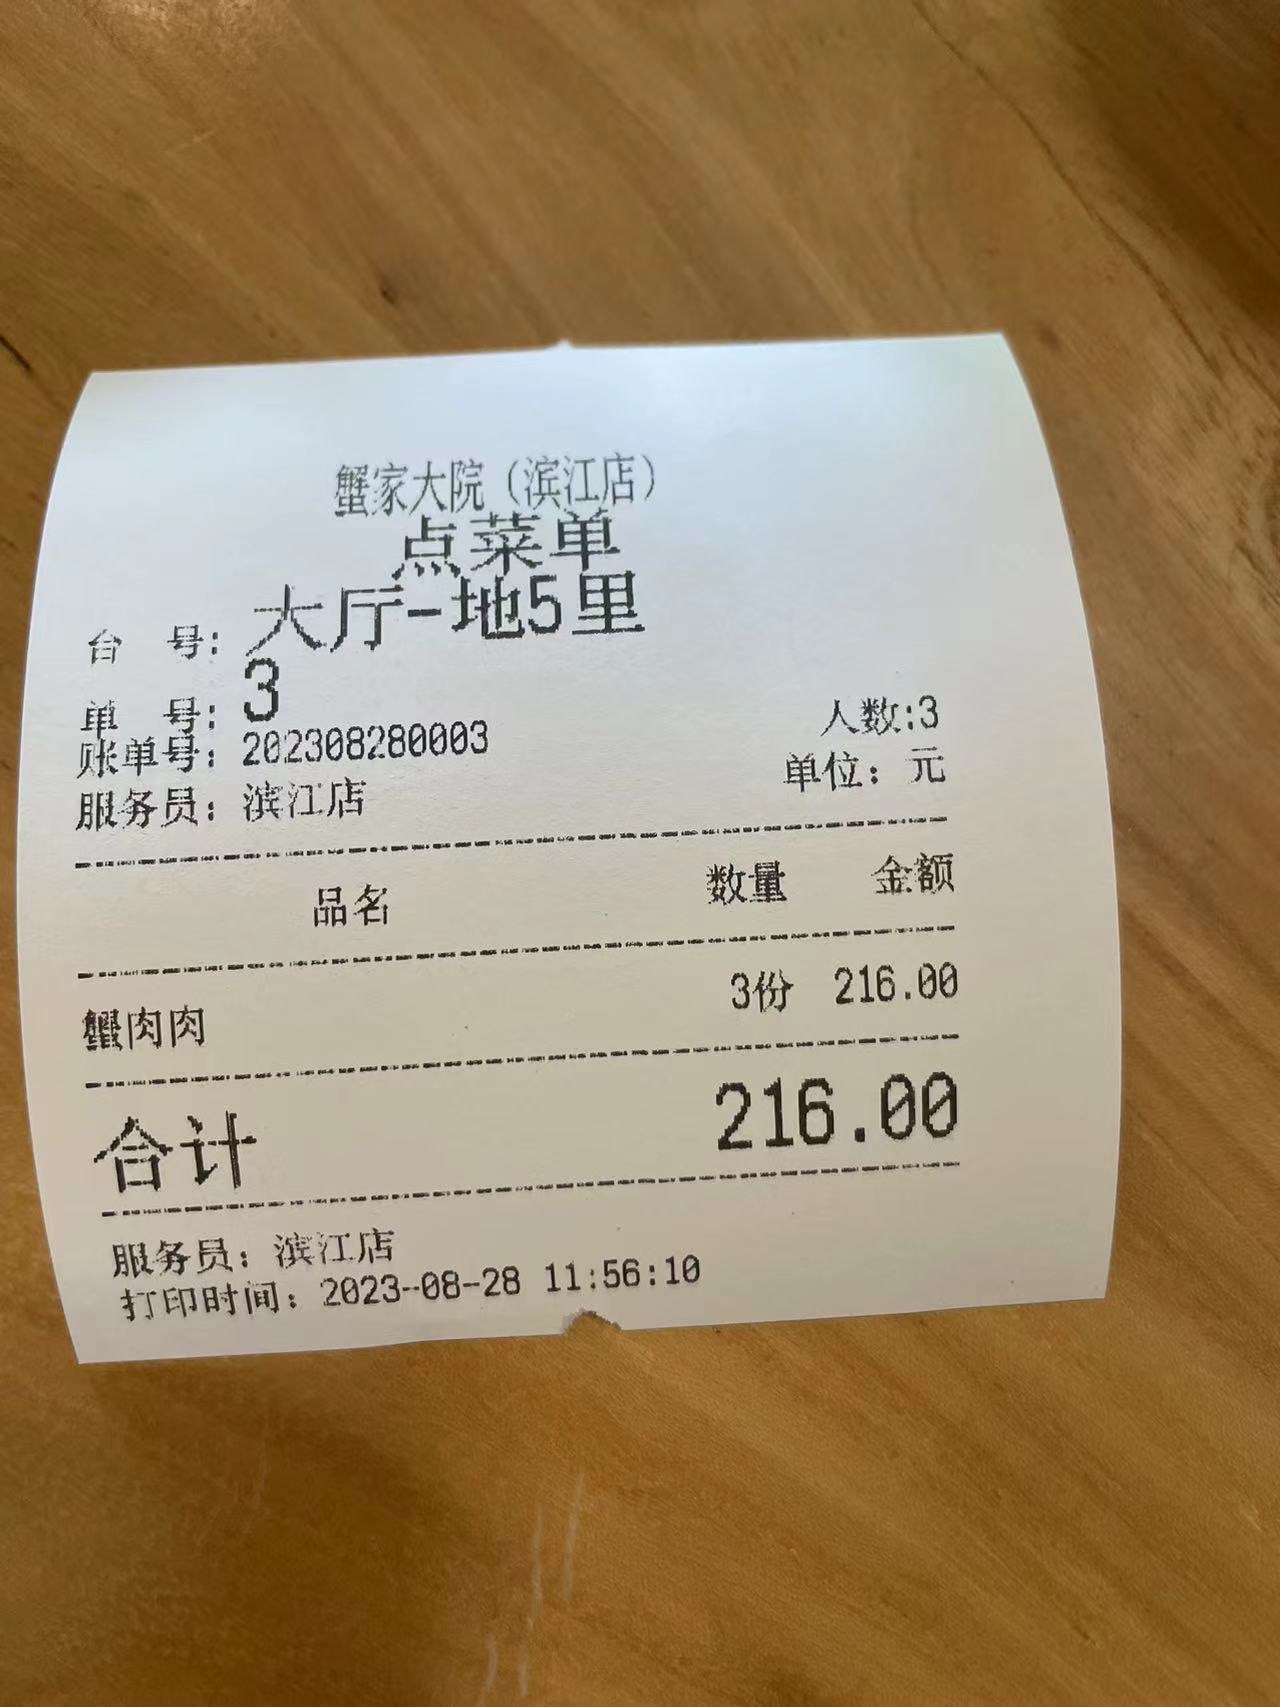 蟹家大院（滨江店）
点菜单
台 号: 大厅-地5里
单 号: 3 人数:3
账单号: 202308280003 单位: 元
服务员: 滨江店
品名 数量 金额
蟹肉肉 3份 216.00
合计 216.00
服务员: 滨江店
打印时间: 2023-08-28 11:56:10